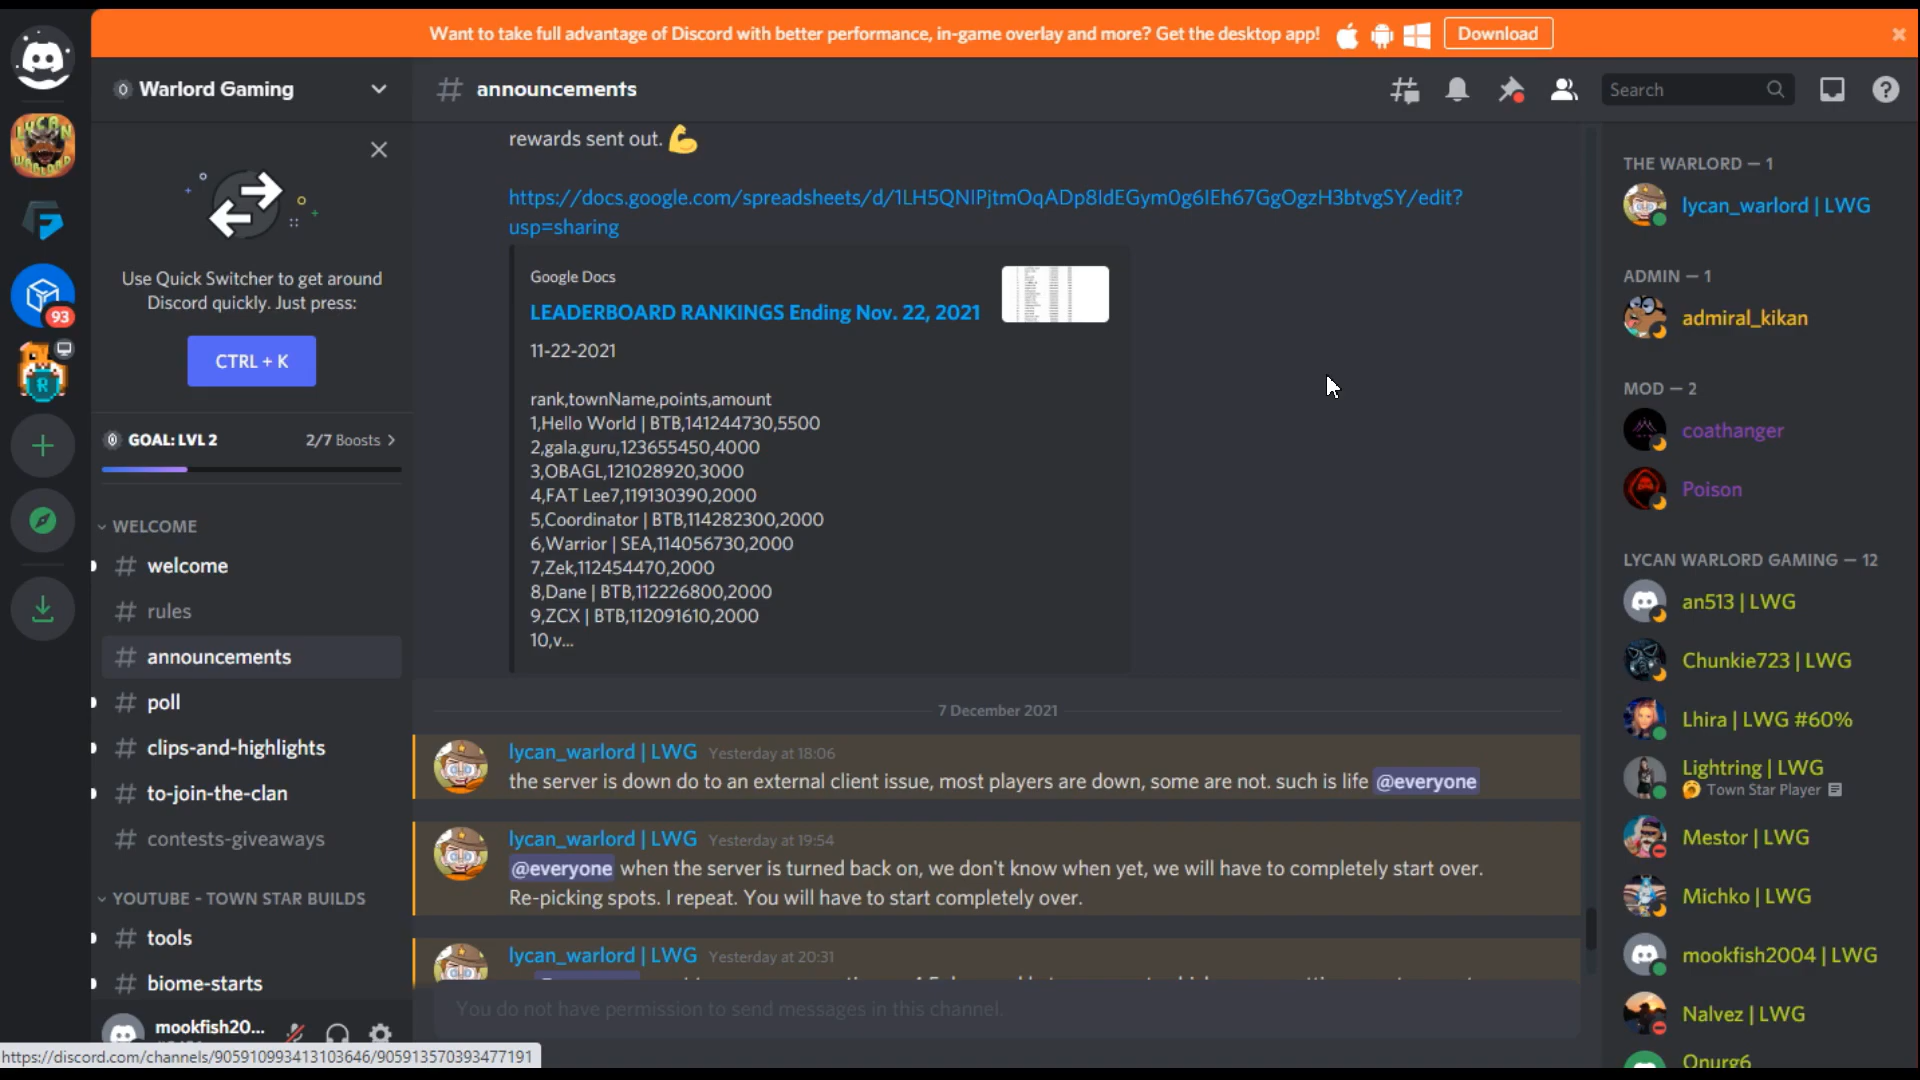 Want to take full advantage of Discord with better performance, in-game overlay and more? Get the desktop app!
Download
Warlord Gaming
Use Quick Switcher to get around
Discord quickly. Just press:
CTRL + K
GOAL: LVL 2
2/7 Boosts
WELCOME
welcome
rules
announcements
poll
clips-and-highlights
to-join-the-clan
contests-giveaways
YOUTUBE - TOWN STAR BUILDS
tools
biome-starts
mookfish20...
https://discord.com/channels/905910993413103646/905913570393477191
93
announcements
Search
rewards sent out.
https://docs.google.com/spreadsheets/d/1LH5QNIPjtmOqADp8IdEGym0g6IEh67GgOgzH3btvgSY/edit?
usp=sharing
Google Docs
LEADERBOARD RANKINGS Ending Nov. 22, 2021
11-22-2021
rank,townName,points,amount
1,Hello World | BTB,141244730,5500
2,gala.guru,123655450,4000
3,OBAGL,121028920,3000
4,FAT Lee7,119130390,2000
5,Coordinator | BTB,114282300,2000
6,Warrior | SEA,114056730,2000
7,Zek,112454470,2000
8,Dane | BTB,112226800,2000
9,ZCX | BTB,112091610,2000
10,v...
7 December 2021
lycan_warlord | LWG Yesterday at 18:06
the server is down do to an external client issue, most players are down, some are not. such is life @everyone
lycan_warlord | LWG Yesterday at 19:54
@everyone when the server is turned back on, we don't know when yet, we will have to completely start over.
Re-picking spots. I repeat. You will have to start completely over.
lycan_warlord | LWG Yesterday at 20:31
You do not have permission to send messages in this channel.
THE WARLORD — 1
lycan_warlord | LWG
ADMIN — 1
admiral_kikan
MOD — 2
coathanger
Poison
LYCAN WARLORD GAMING — 12
an513 | LWG
Chunkie723 | LWG
Lhira | LWG #60%
Lightring | LWG
Town Star Player
Mestor | LWG
Michko | LWG
mookfish2004 | LWG
Nalvez | LWG
Onurg6